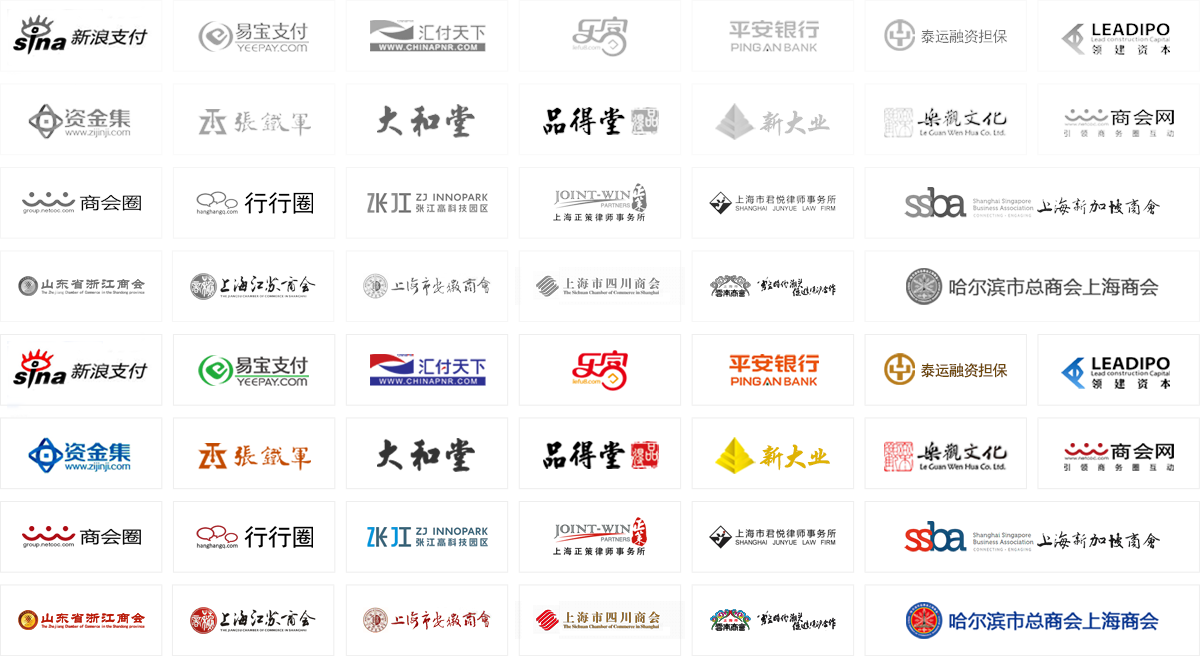 sina 新浪支付
易宝支付
YEEPAY.COM
汇付天下
WWW.CHINAPNR.COM
乐富
lefu8.com
平安银行
PING AN BANK
泰运融资担保
LEADIPO
Lead construction Capital
领建资本
资金集
www.zijinji.com
張鐵軍
大和堂
品得堂
新大业
樂觀文化
Le Guan Wen Hua Co. Ltd.
商会网
www.netcoc.com
引领商务圈互动
商会圈
group.netcoc.com
行行圈
hanghangq.com
ZJ INNOPARK
张江高科技园区
JOINT-WIN
PARTNERS
上海正策律师事务所
上海市君悦律师事务所
SHANGHAI JUNYUE LAW FIRM
ssba
Shanghai Singapore
Business Association
CONNECTING · ENGAGING
上海新加坡商會
山东省浙江商会
The Zhe Jiang Chamber of Commerce in the Shandong province
上海江苏商会
THE JIANGSU CHAMBER OF COMMERCE IN SHANGHAI
上海市安徽商會
上海市四川商会
The Sichuan Chamber of Commerce in Shanghai
雲南商會
哈尔滨市总商会上海商会
sina 新浪支付
易宝支付
YEEPAY.COM
汇付天下
WWW.CHINAPNR.COM
乐富
lefu8.com
平安银行
PING AN BANK
泰运融资担保
LEADIPO
Lead construction Capital
领建资本
资金集
www.zijinji.com
張鐵軍
大和堂
品得堂
新大业
樂觀文化
Le Guan Wen Hua Co. Ltd.
商会网
www.netcoc.com
引领商务圈互动
商会圈
group.netcoc.com
行行圈
hanghangq.com
ZJ INNOPARK
张江高科技园区
JOINT-WIN
PARTNERS
上海正策律师事务所
上海市君悦律师事务所
SHANGHAI JUNYUE LAW FIRM
ssba
Shanghai Singapore
Business Association
CONNECTING · ENGAGING
上海新加坡商會
山东省浙江商会
The Zhe Jiang Chamber of Commerce in the Shandong province
上海江苏商会
THE JIANGSU CHAMBER OF COMMERCE IN SHANGHAI
上海市安徽商會
上海市四川商会
The Sichuan Chamber of Commerce in Shanghai
雲南商會
哈尔滨市总商会上海商会